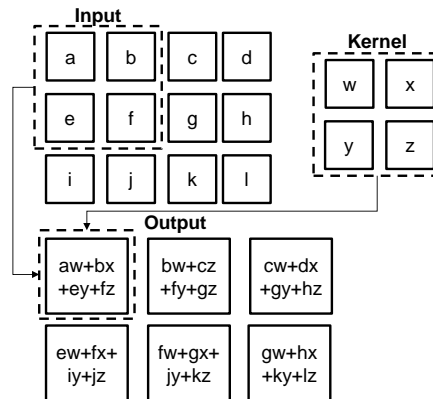 Input
a b c d
e f g h
i j k l
Kernel
w x
y z
Output
aw+bx
+ey+fz
bw+cz
+fy+gz
cw+dx
+gy+hz
ew+fx+
iy+jz
fw+gx+
jy+kz
gw+hx
+ky+lz